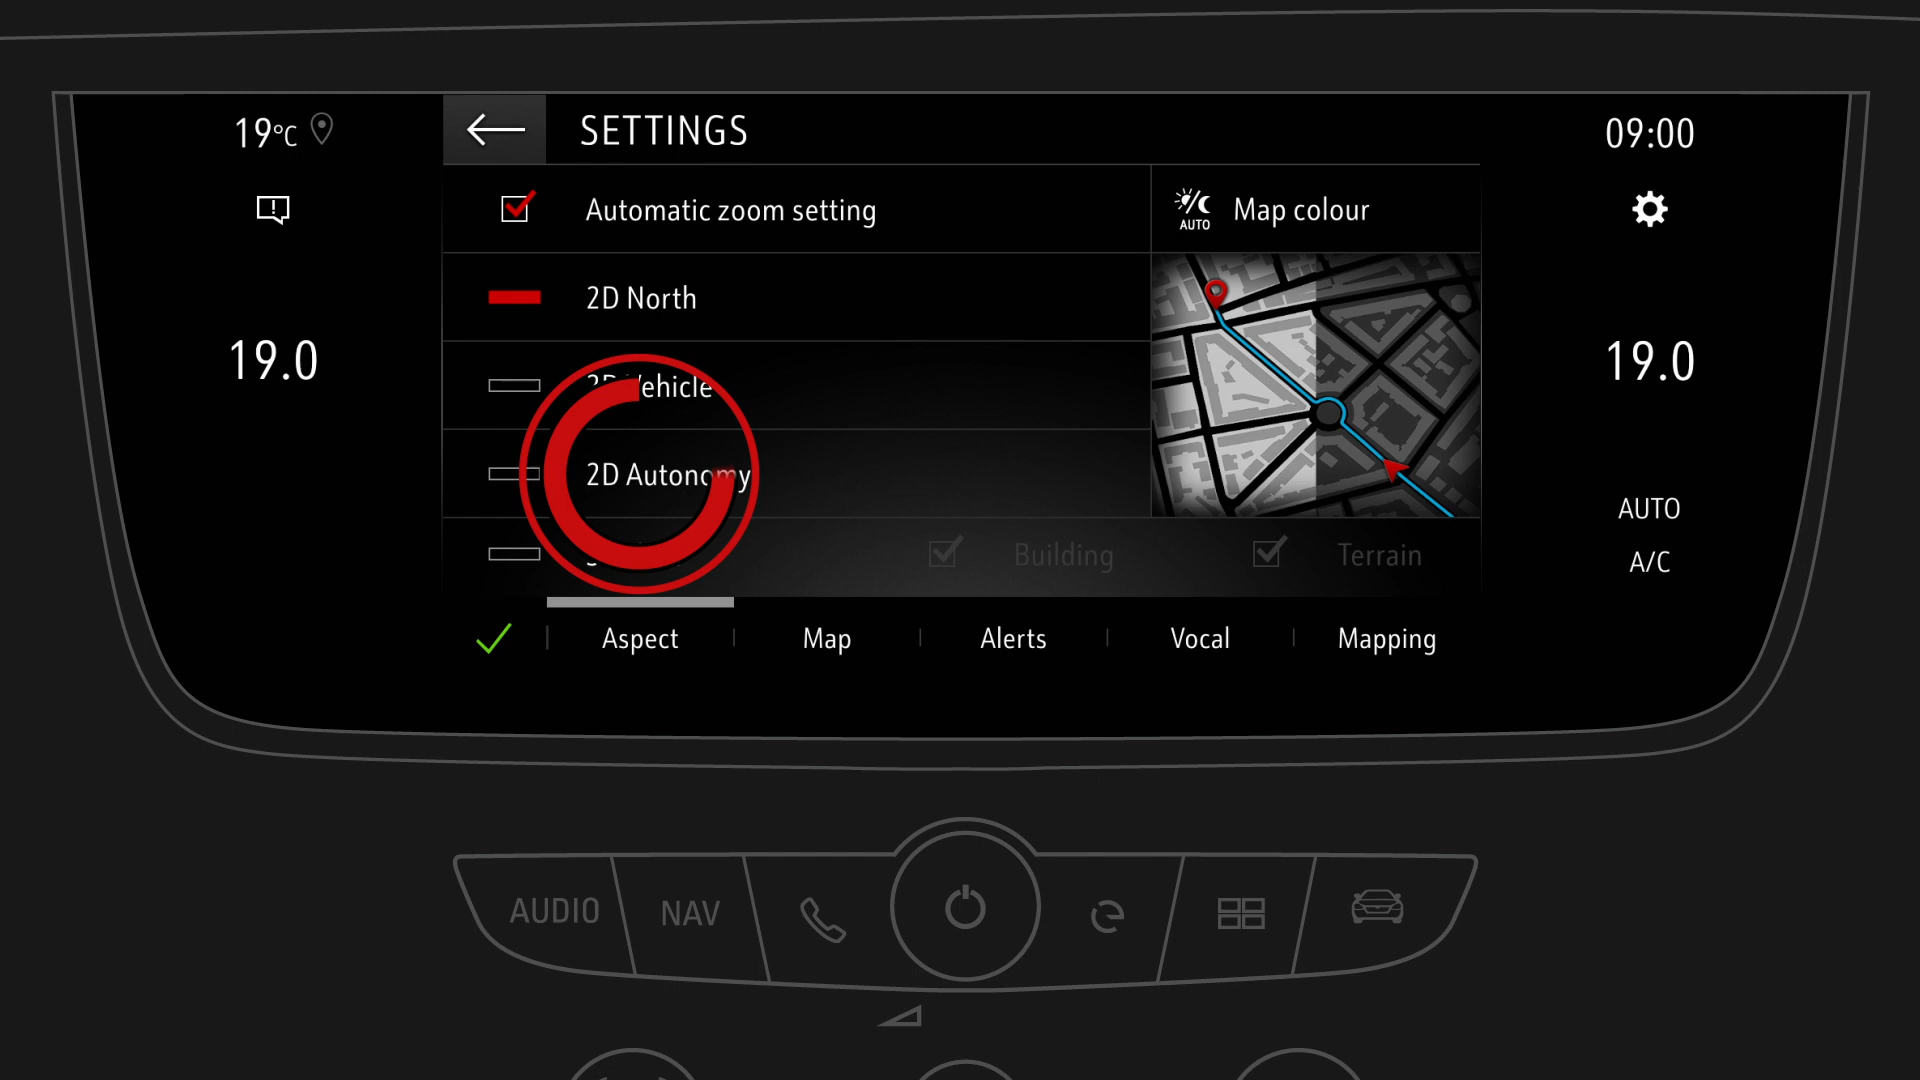 19°C
SETTINGS
09:00
Automatic zoom setting
AUTO
Map colour
2D North
19.0
19.0
Vehicle
2D Autonomy
AUTO
Building
Terrain
A/C
Aspect
Map
Alerts
Vocal
Mapping
AUDIO
NAV